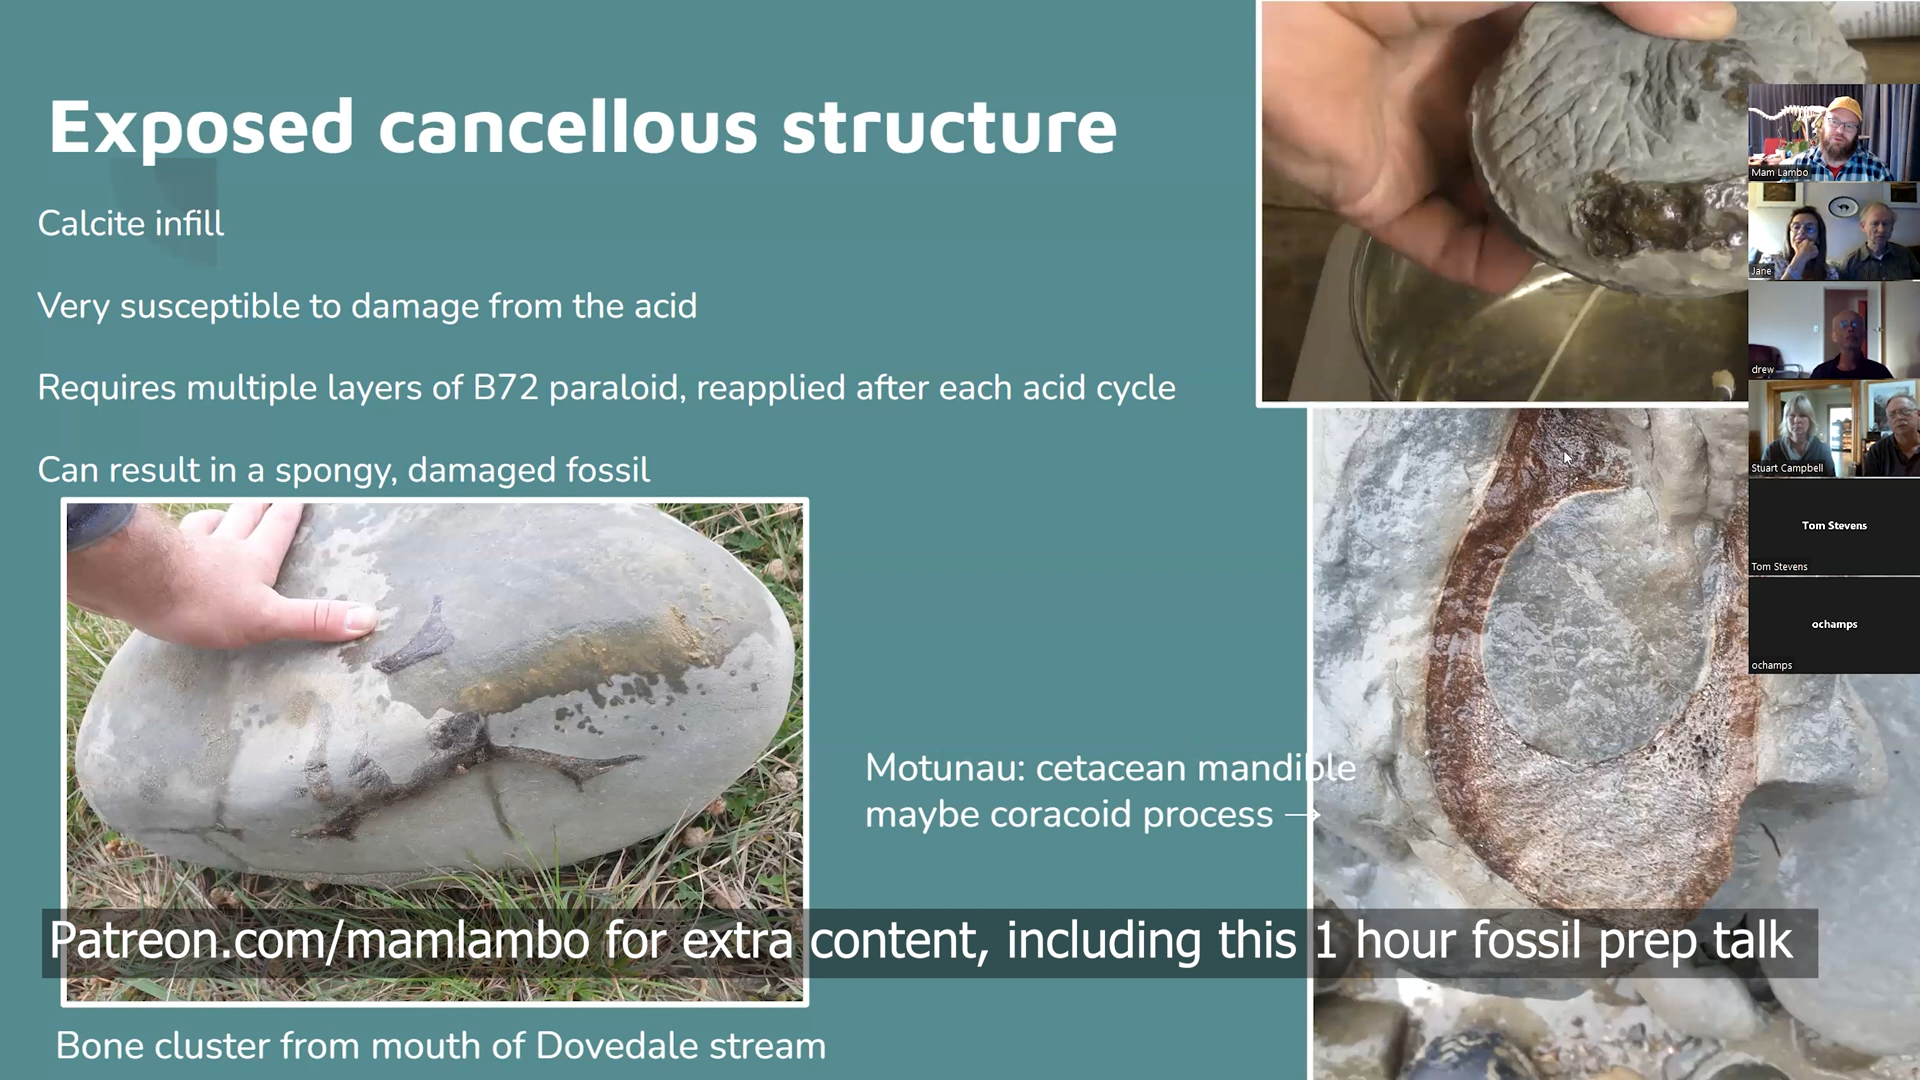 Exposed cancellous structure
Calcite infill
Very susceptible to damage from the acid
Requires multiple layers of B72 paraloid, reapplied after each acid cycle
Can result in a spongy, damaged fossil
Motunau: cetacean mandible
maybe coracoid process →
Patreon.com/mamlambo for extra content, including this 1 hour fossil prep talk
Bone cluster from mouth of Dovedale stream
Mam Lambo
Jane
drew
Stuart Campbell
Tom Stevens
Tom Stevens
ochamps
ochamps